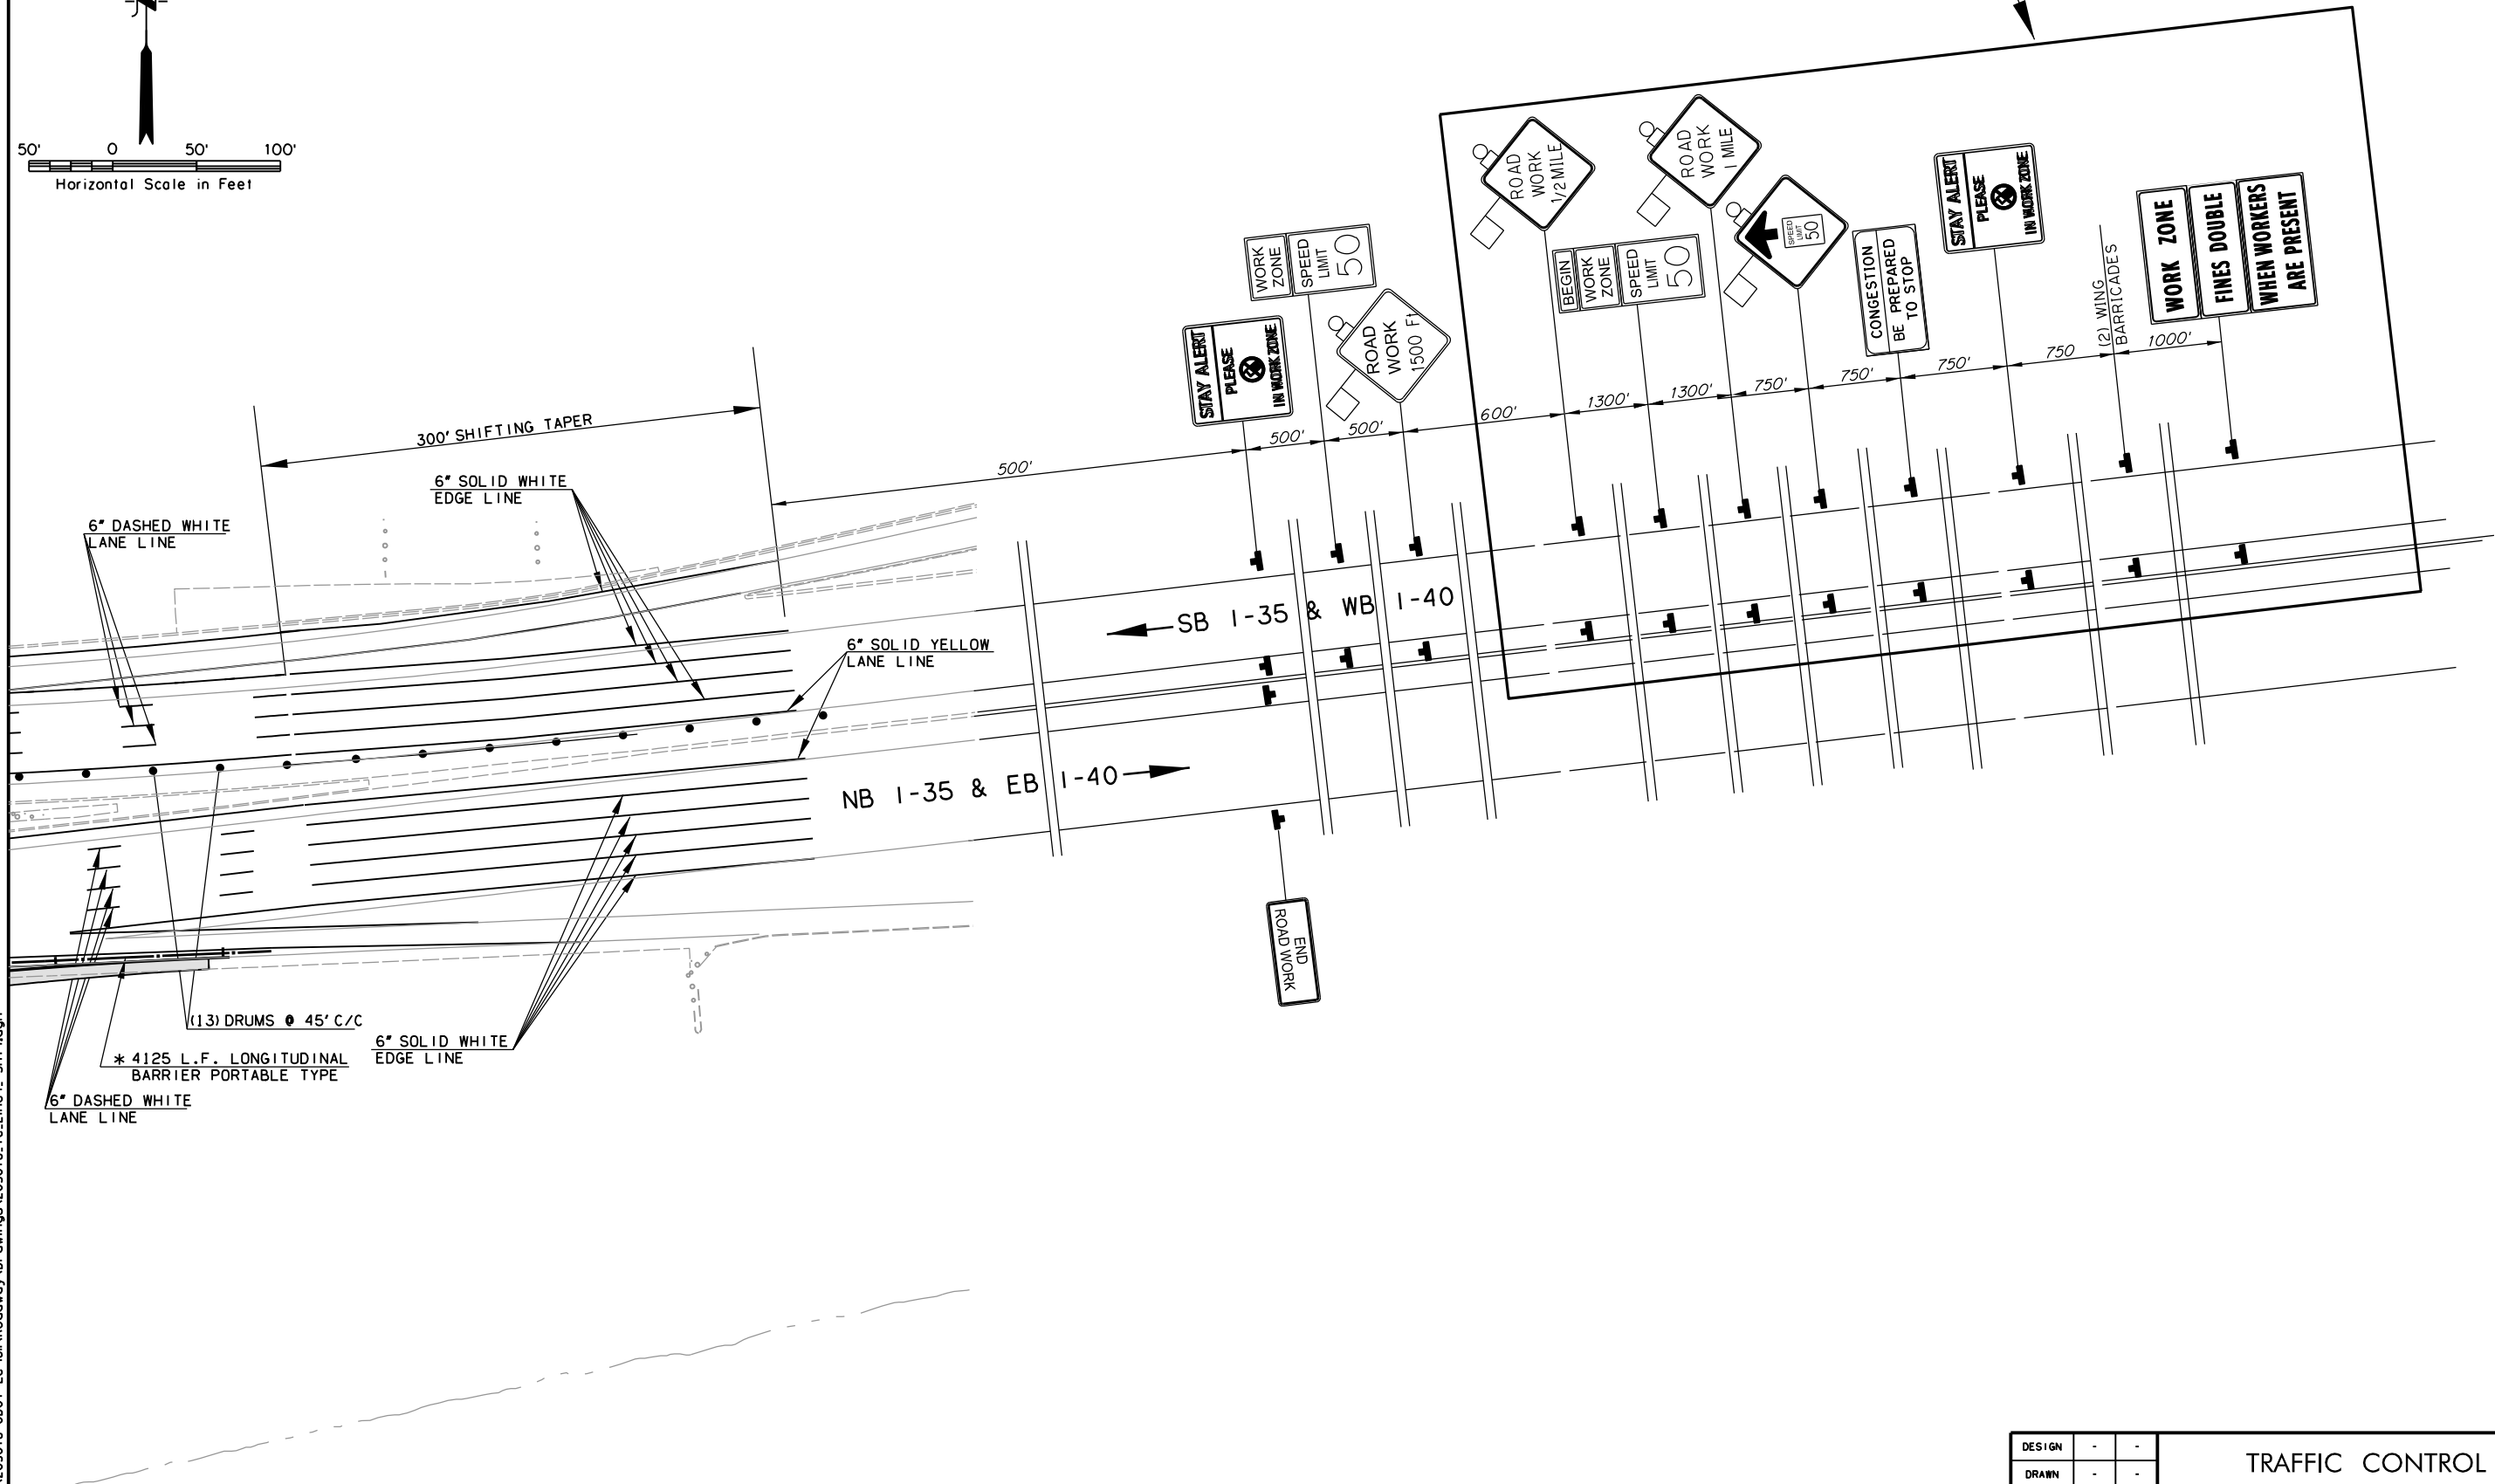 50' 0 50' 100'
Horizontal Scale in Feet
300' SHIFTING TAPER
6" SOLID WHITE
EDGE LINE
6" DASHED WHITE
LANE LINE
6" SOLID YELLOW
LANE LINE
500'
500'
500'
600'
1300'
1300'
750'
750'
750'
750
1000'
STAY ALERT
PLEASE
IN WORK ZONE
WORK
ZONE
SPEED
LIMIT
50
ROAD
WORK
1500 Ft
ROAD
WORK
1/2 MILE
BEGIN
WORK
ZONE
SPEED
LIMIT
50
ROAD
WORK
1 MILE
SPEED
LIMIT
50
CONGESTION
BE PREPARED
TO STOP
STAY ALERT
PLEASE
IN WORK ZONE
(2) WING
BARRICADES
WORK ZONE
FINES DOUBLE
WHEN WORKERS
ARE PRESENT
SB I-35 & WB I-40
NB I-35 & EB I-40
END
ROAD WORK
(13) DRUMS @ 45' C/C
* 4125 L.F. LONGITUDINAL
BARRIER PORTABLE TYPE
6" SOLID WHITE
EDGE LINE
6" DASHED WHITE
LANE LINE
DESIGN - -
DRAWN - -
TRAFFIC CONTROL